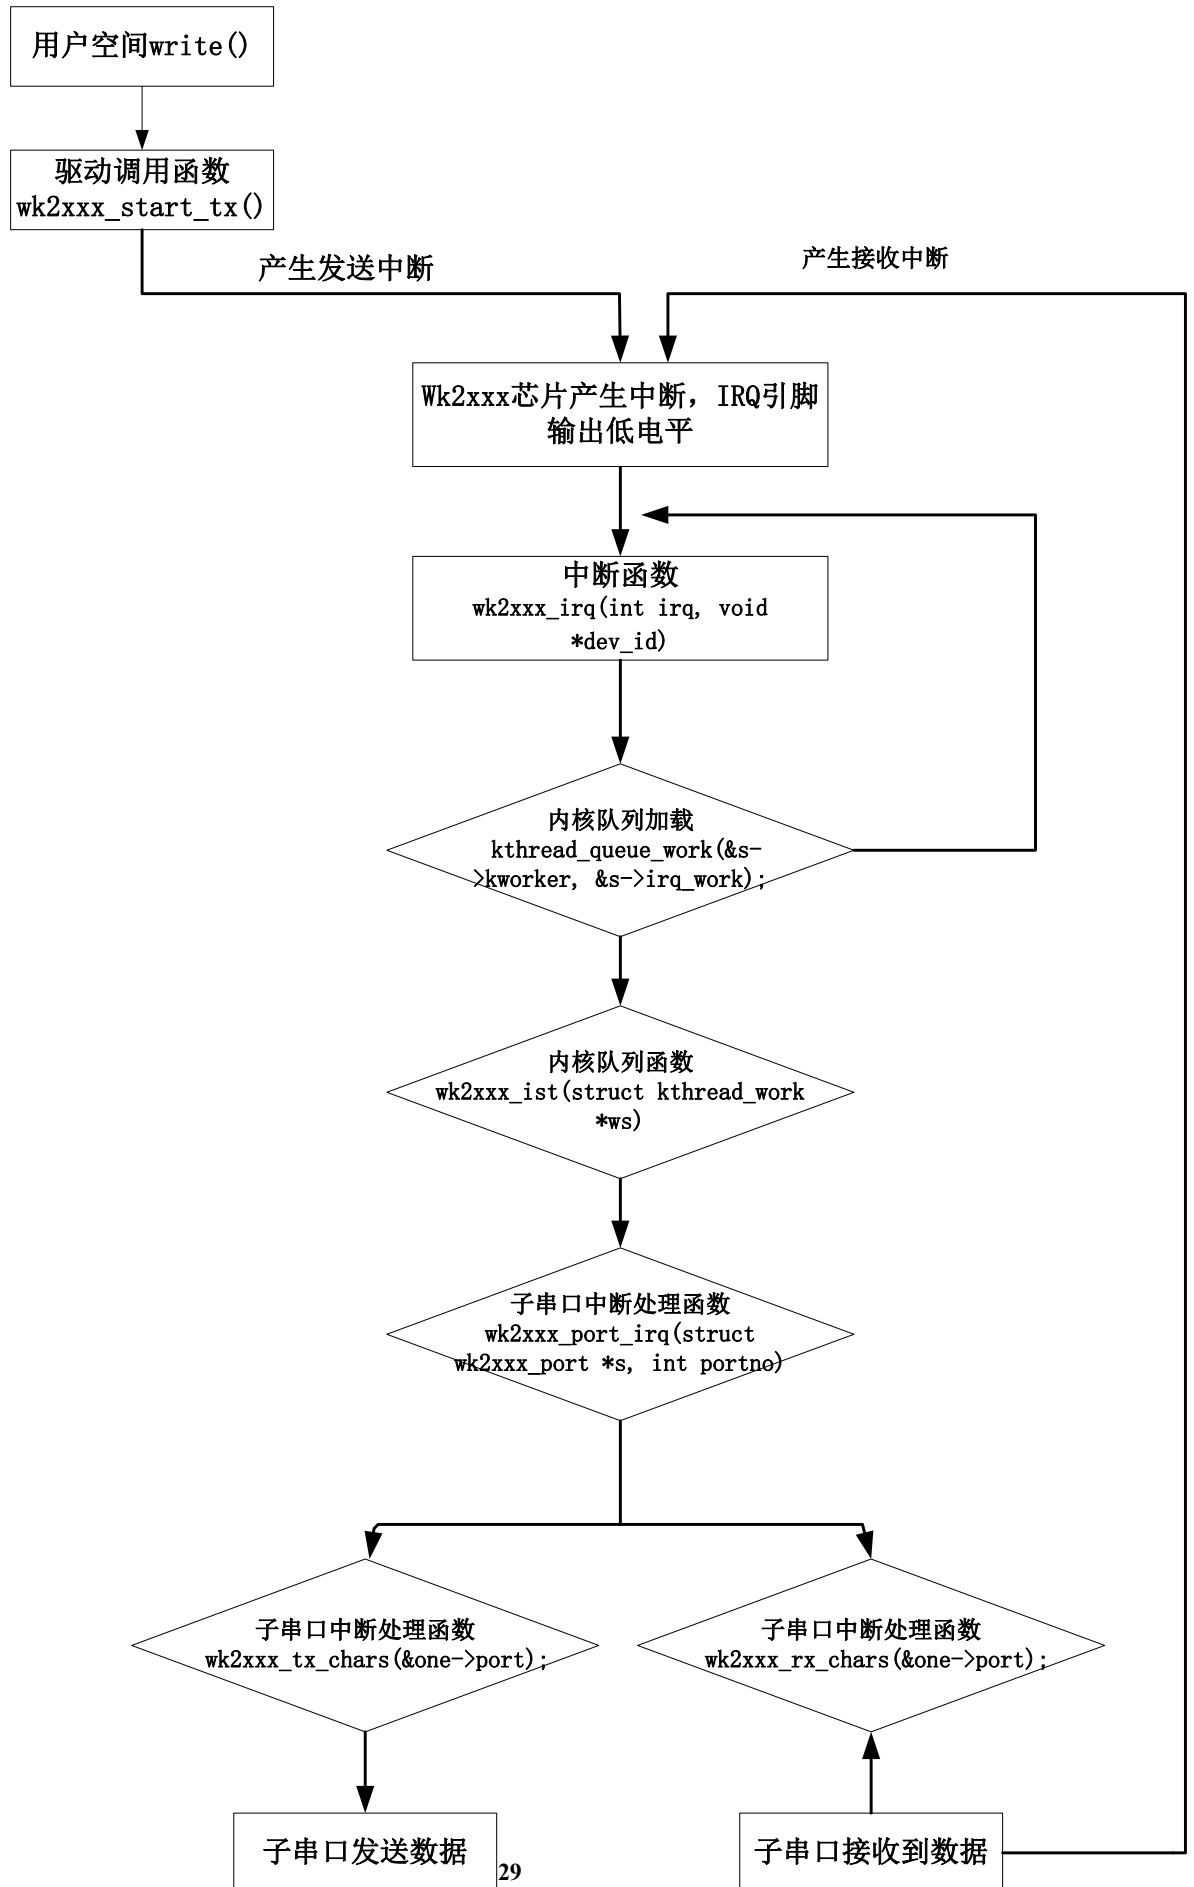 用户空间write()
驱动调用函数
wk2xxx_start_tx()
产生发送中断
产生接收中断
Wk2xxx芯片产生中断，IRQ引脚
输出低电平
中断函数
wk2xxx_irq(int irq, void
*dev_id)
内核队列加载
kthread_queue_work(&s-
>kworker, &s->irq_work);
内核队列函数
wk2xxx_ist(struct kthread_work
*ws)
子串口中断处理函数
wk2xxx_port_irq(struct
wk2xxx_port *s, int portno)
子串口中断处理函数
wk2xxx_tx_chars(&one->port);
子串口中断处理函数
wk2xxx_rx_chars(&one->port);
子串口发送数据
子串口接收到数据
29